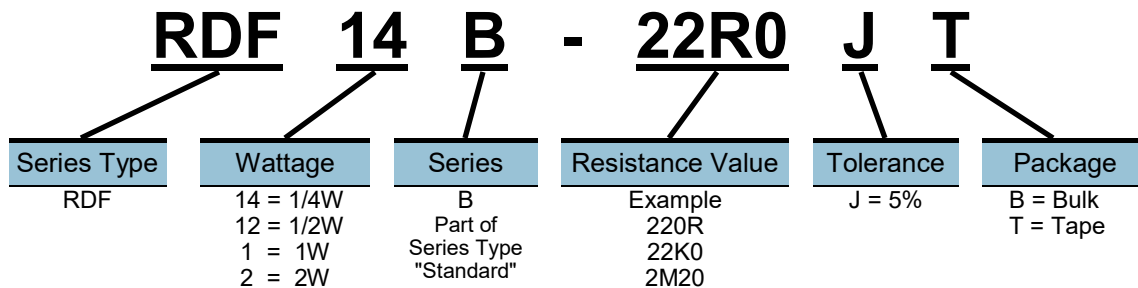 RDF 14 B - 22R0 J T
Series Type
RDF
Wattage
14 = 1/4W
12 = 1/2W
1 = 1W
2 = 2W
Series
B
Part of
Series Type
"Standard"
Resistance Value
Example
220R
22K0
2M20
Tolerance
J = 5%
Package
B = Bulk
T = Tape